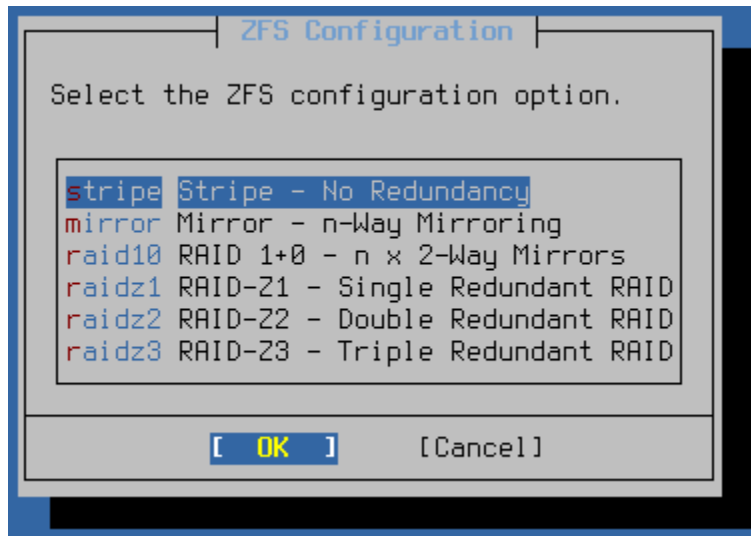 ZFS Configuration
Select the ZFS configuration option.
stripe Stripe - No Redundancy
mirror Mirror - n-Way Mirroring
raid10 RAID 1+0 - n x 2-Way Mirrors
raidz1 RAID-Z1 - Single Redundant RAID
raidz2 RAID-Z2 - Double Redundant RAID
raidz3 RAID-Z3 - Triple Redundant RAID
[ OK ] [Cancel]